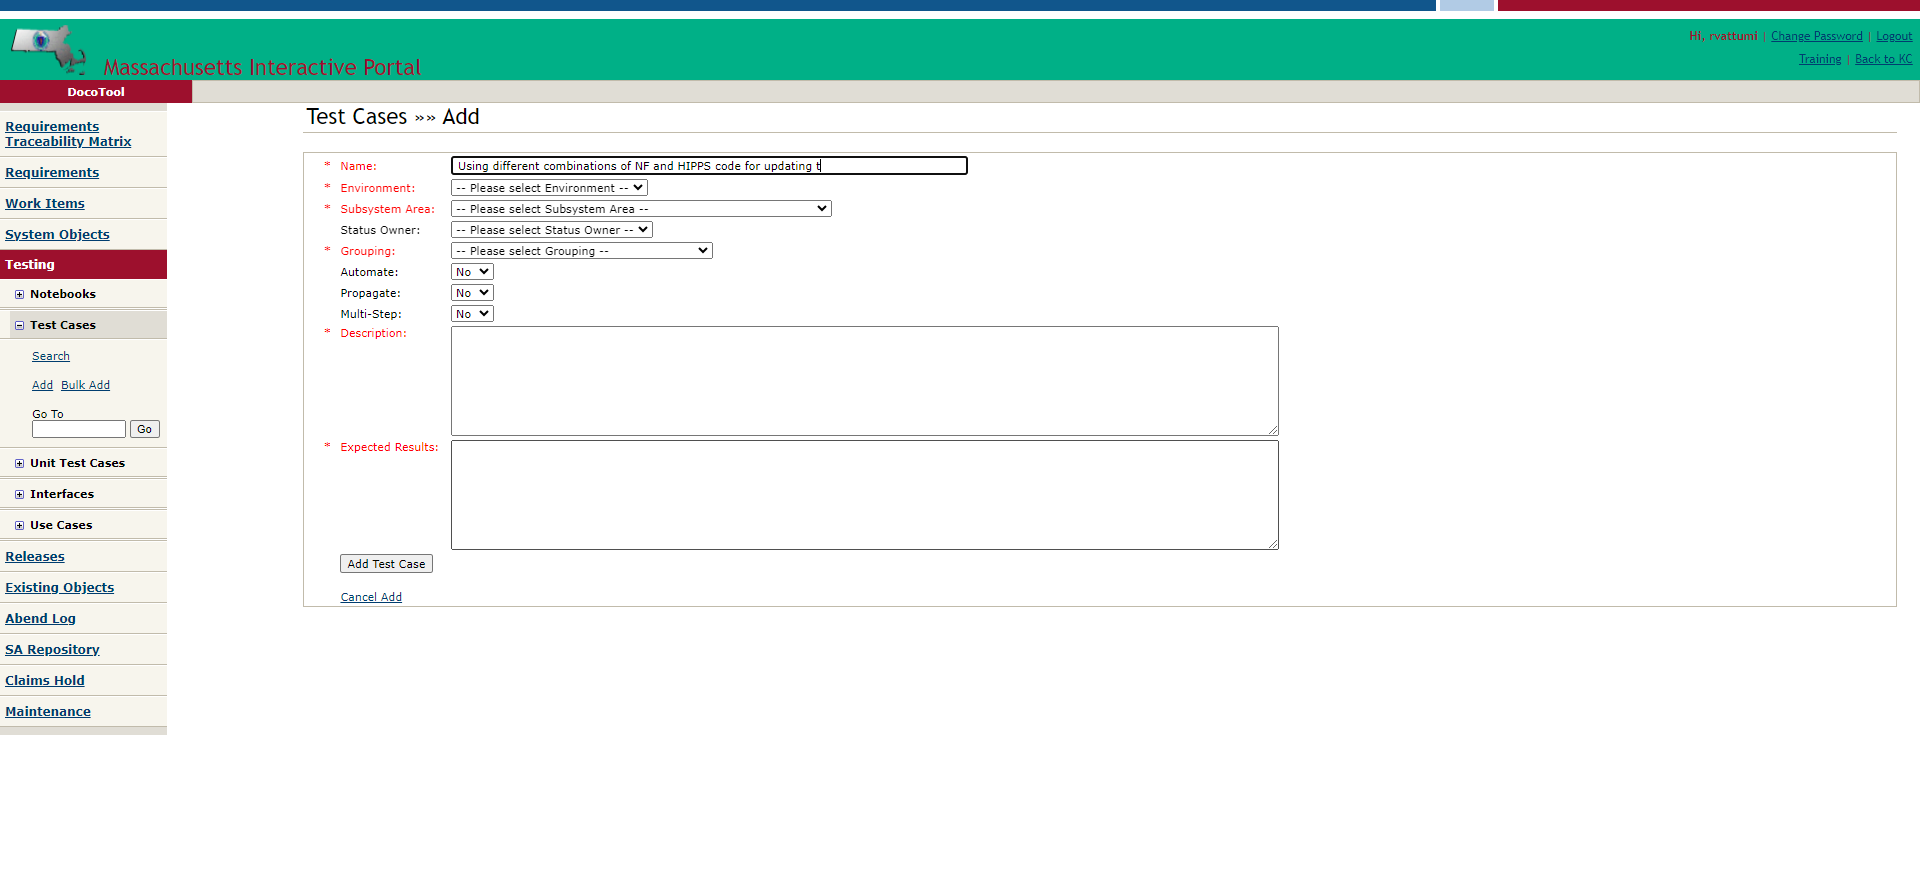 Hi, rvattumi | Change Password | Logout
Massachusetts Interactive Portal
Training | Back to KC
DocoTool
Requirements
Traceability Matrix
Requirements
Work Items
System Objects
Testing
Notebooks
Test Cases
Search
Add Bulk Add
Go To
Go
Unit Test Cases
Interfaces
Use Cases
Releases
Existing Objects
Abend Log
SA Repository
Claims Hold
Maintenance
Test Cases »» Add
* Name: Using different combinations of NF and HIPPS code for updating t
* Environment: -- Please select Environment --
* Subsystem Area: -- Please select Subsystem Area --
Status Owner: -- Please select Status Owner --
* Grouping: -- Please select Grouping --
Automate: No
Propagate: No
Multi-Step: No
* Description:
* Expected Results:
Add Test Case
Cancel Add